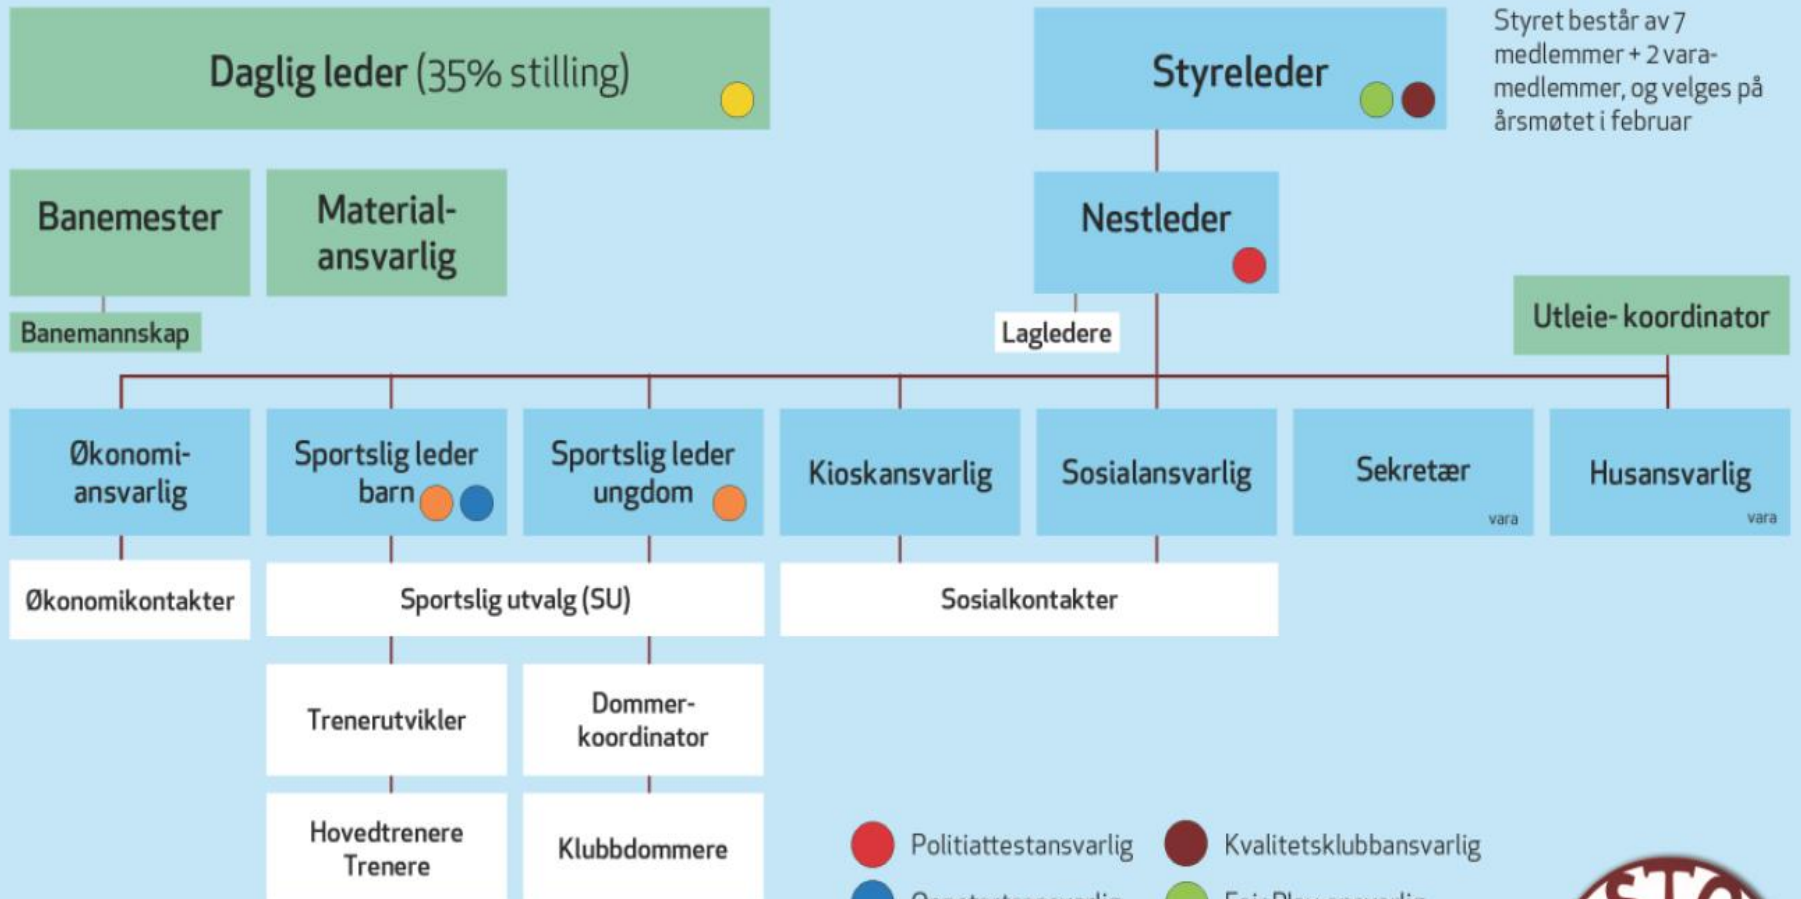 Daglig leder (35% stilling)
Styreleder
Styret består av 7
medlemmer + 2 vara-
medlemmer, og velges på
årsmøtet i februar
Banemester
Material-
ansvarlig
Nestleder
Banemannskap
Lagledere
Utleie- koordinator
Økonomi-
ansvarlig
Sportslig leder
barn
Sportslig leder
ungdom
Kioskansvarlig
Sosialansvarlig
Sekretær
vara
Husansvarlig
vara
Økonomikontakter
Sportslig utvalg (SU)
Sosialkontakter
Trenerutvikler
Dommer-
koordinator
Hovedtrenere
Trenere
Klubbdommere
Politiattestansvarlig
Kvalitetsklubbansvarlig